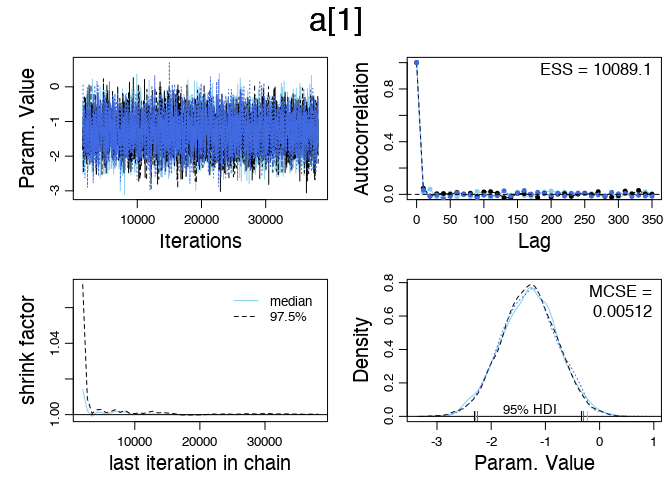 a[1]
Param. Value
0
-1
-2
-3
10000 20000 30000
Iterations
Autocorrelation
0.8
0.4
0.0
ESS = 10089.1
0 50 100 150 200 250 300 350
Lag
shrink factor
1.04
1.00
median
97.5%
10000 20000 30000
last iteration in chain
Density
0.8
0.6
0.4
0.2
0.0
MCSE =
0.00512
95% HDI
-3 -2 -1 0 1
Param. Value